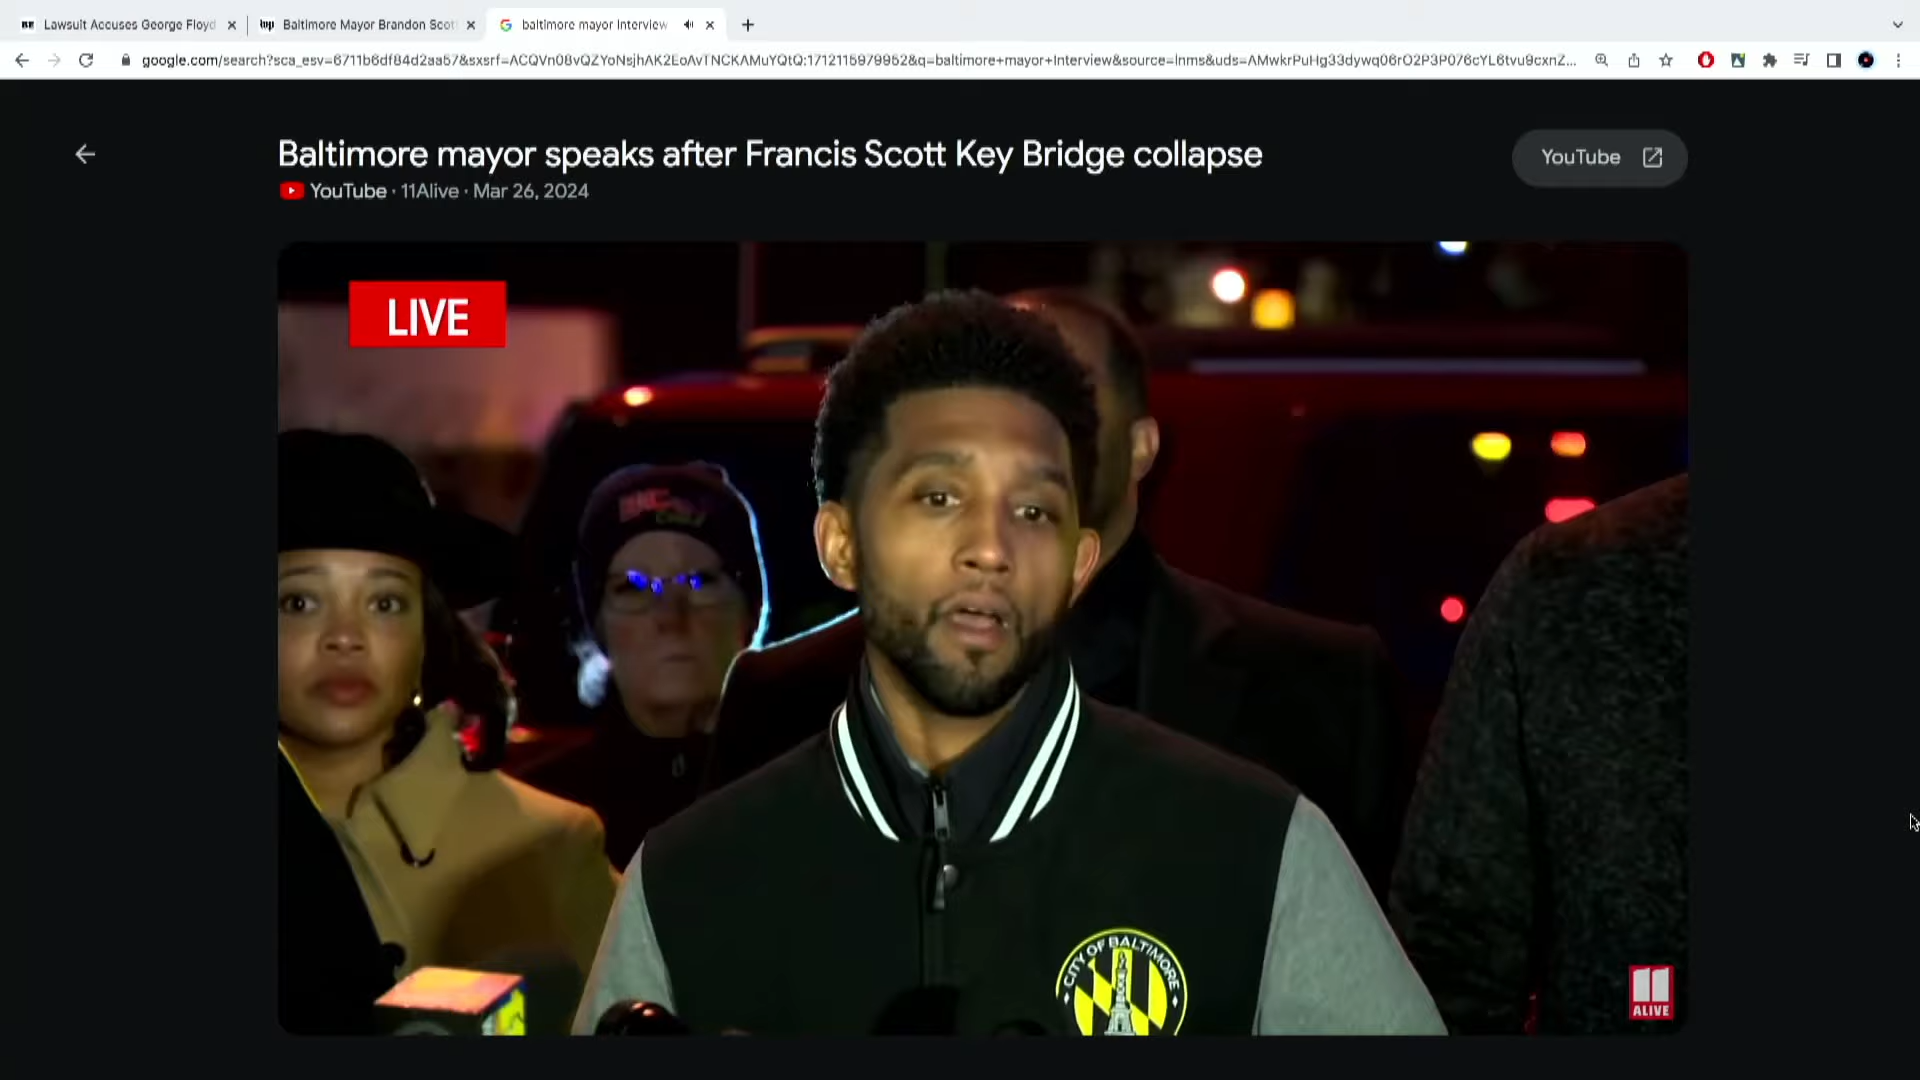 Lawsuit Accuses George Floyd
Baltimore Mayor Brandon Scot
baltimore mayor Interview
google.com/search?sca_esv=6711b6df84d2aa57&sxsrf=ACQVn08vQZYoNsjhAK2EoAvTNCKAMuYQtQ:1712115979952&q=baltimore+mayor+Interview&source=lnms&uds=AMwkrPuHg33dywq06rO2P3P076cYL6tvu9cxnZ...
Baltimore mayor speaks after Francis Scott Key Bridge collapse
YouTube
YouTube · 11Alive · Mar 26, 2024
LIVE
CITY OF BALTIMORE
11
ALIVE